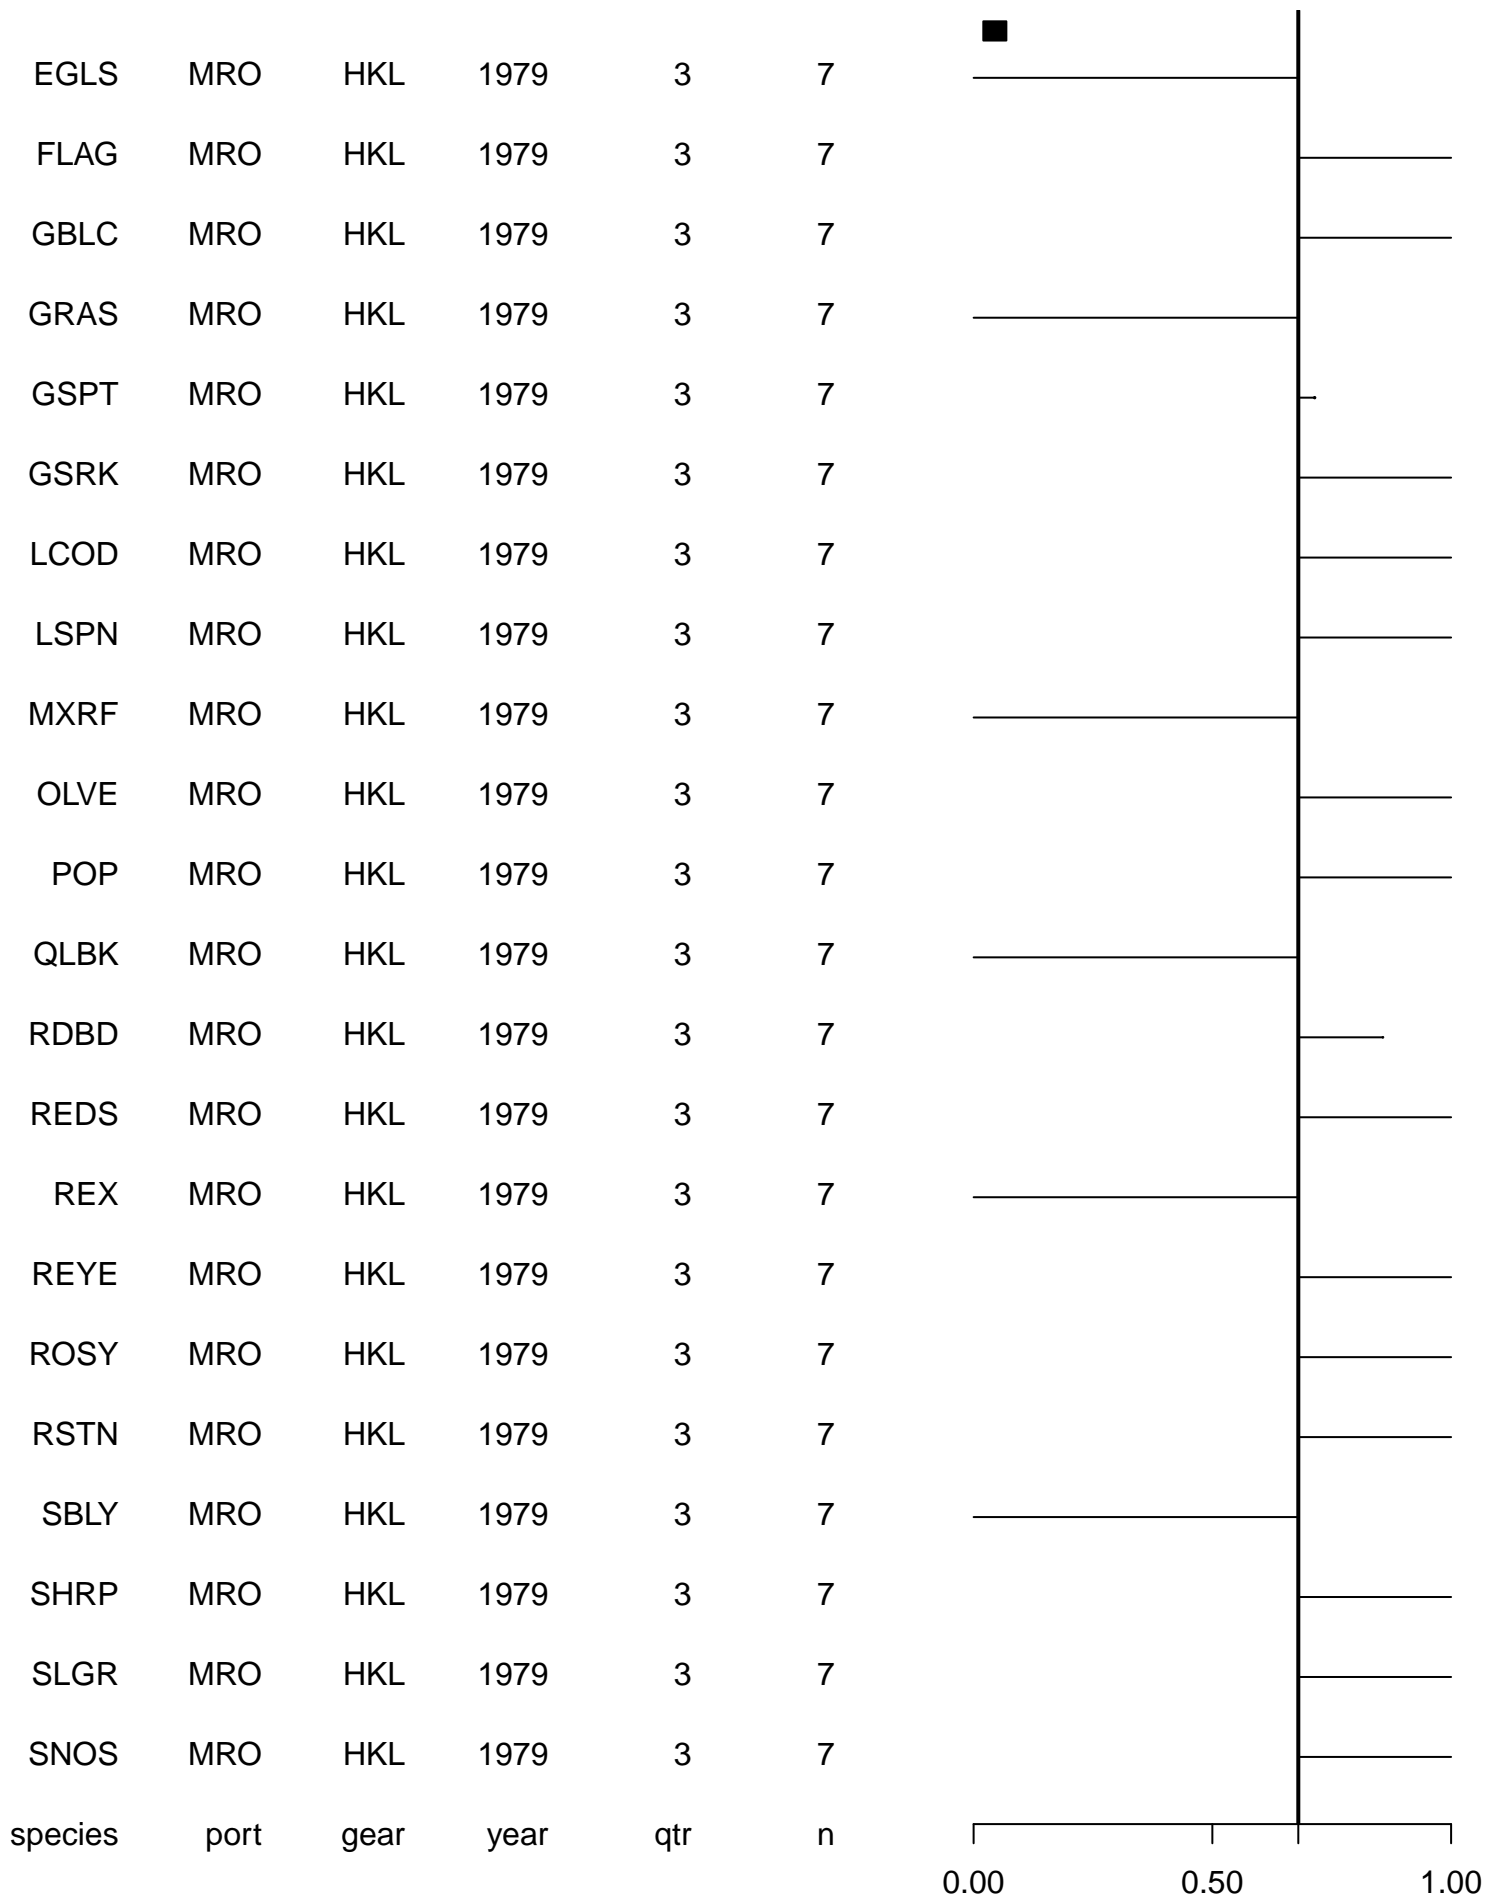 EGLS MRO HKL 1979 3 7
FLAG MRO HKL 1979 3 7
GBLC MRO HKL 1979 3 7
GRAS MRO HKL 1979 3 7
GSPT MRO HKL 1979 3 7
GSRK MRO HKL 1979 3 7
LCOD MRO HKL 1979 3 7
LSPN MRO HKL 1979 3 7
MXRF MRO HKL 1979 3 7
OLVE MRO HKL 1979 3 7
POP MRO HKL 1979 3 7
QLBK MRO HKL 1979 3 7
RDBD MRO HKL 1979 3 7
REDS MRO HKL 1979 3 7
REX MRO HKL 1979 3 7
REYE MRO HKL 1979 3 7
ROSY MRO HKL 1979 3 7
RSTN MRO HKL 1979 3 7
SBLY MRO HKL 1979 3 7
SHRP MRO HKL 1979 3 7
SLGR MRO HKL 1979 3 7
SNOS MRO HKL 1979 3 7
species port gear year qtr n
0.00 0.50 1.00